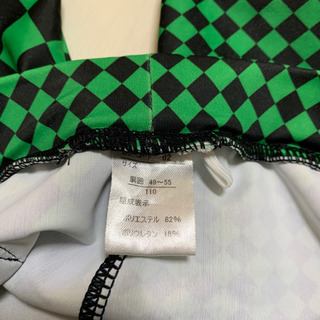 サイズ
胴囲 49～55
110
組成表示
ポリエステル 82%
ポリウレタン 18%